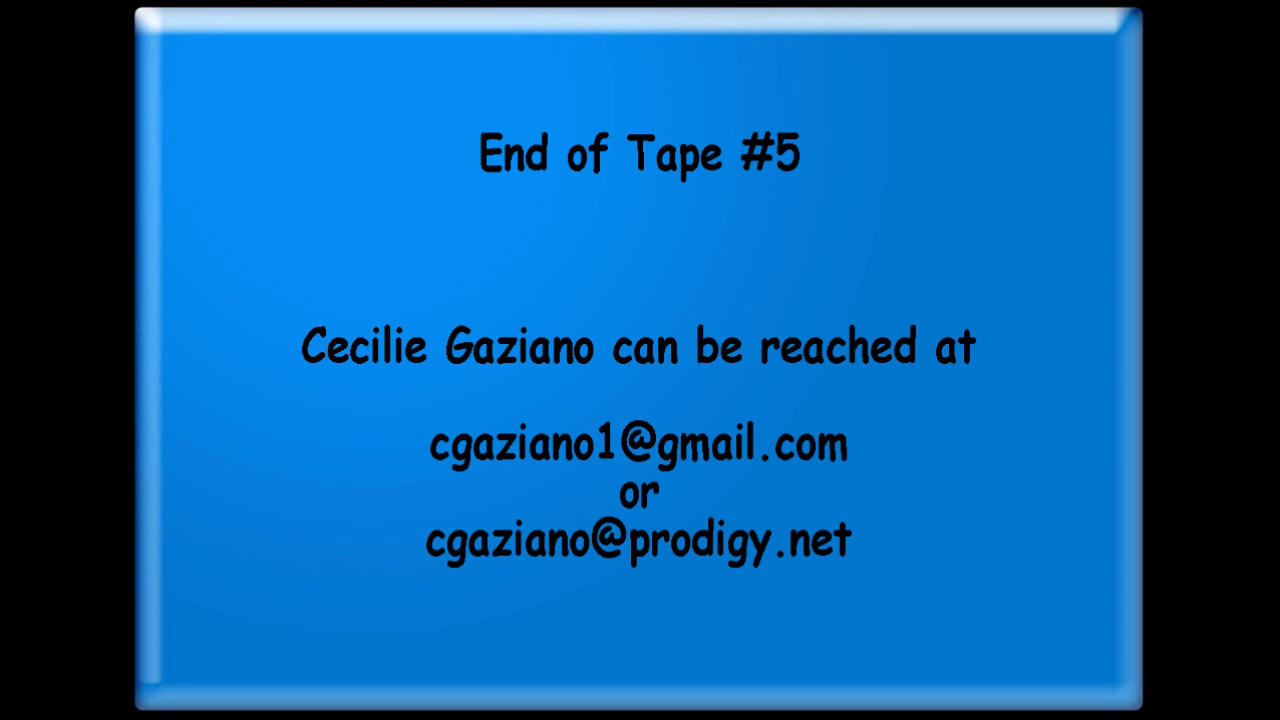 End of Tape #5
Cecilie Gaziano can be reached at
cgaziano1@gmail.com
or
cgaziano@prodigy.net